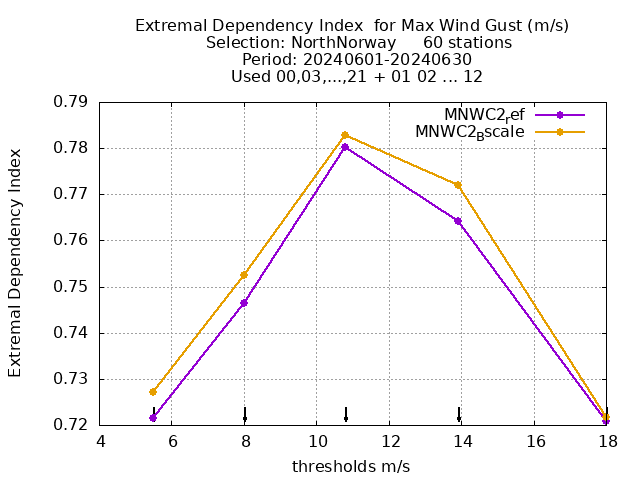 Extremal Dependency Index for Max Wind Gust (m/s)
Selection: NorthNorway 60 stations
Period: 20240601-20240630
Used 00,03,...,21 + 01 02 ... 12
MNWC2_ref
MNWC2_Bscale
0.79
0.78
0.77
0.76
0.75
0.74
0.73
0.72
Extremal Dependency Index
4 6 8 10 12 14 16 18
thresholds m/s